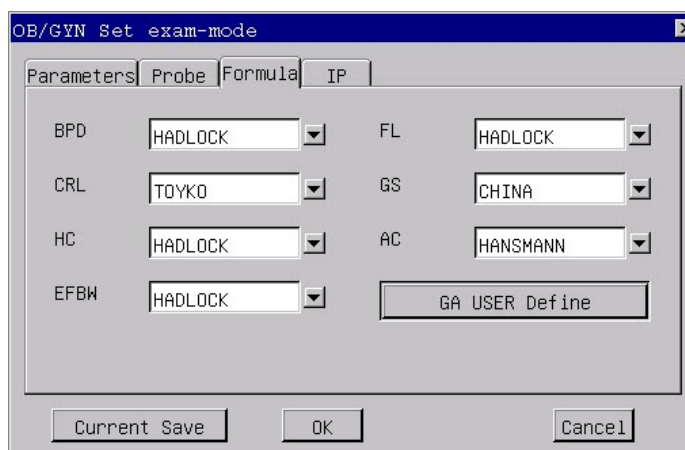 OB/GYN Set exam-mode
Parameters Probe Formula IP
BPD HADLOCK FL HADLOCK
CRL TOYKO GS CHINA
HC HADLOCK AC HANSMANN
EFBW HADLOCK GA USER Define
Current Save OK Cancel